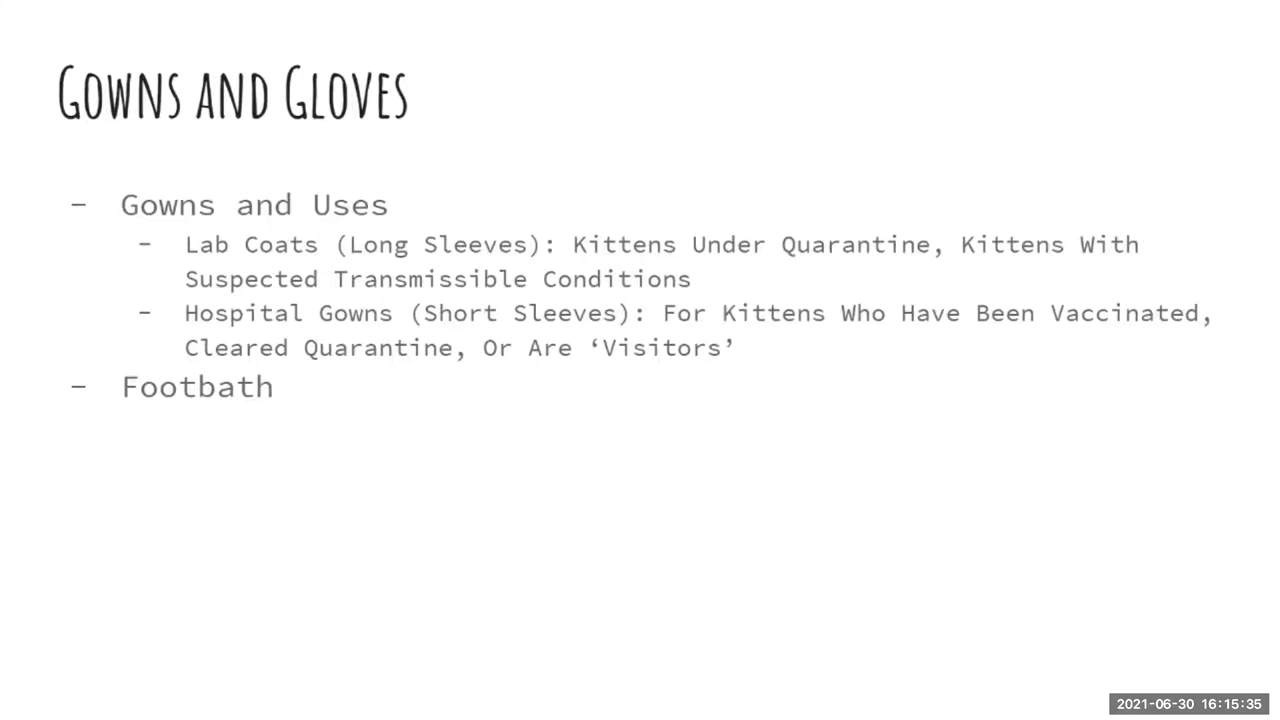 Gowns and Gloves
- Gowns and Uses
- Lab Coats (Long Sleeves): Kittens Under Quarantine, Kittens With
Suspected Transmissible Conditions
- Hospital Gowns (Short Sleeves): For Kittens Who Have Been Vaccinated,
Cleared Quarantine, Or Are ‘Visitors’
- Footbath
2021-06-30 16:15:35